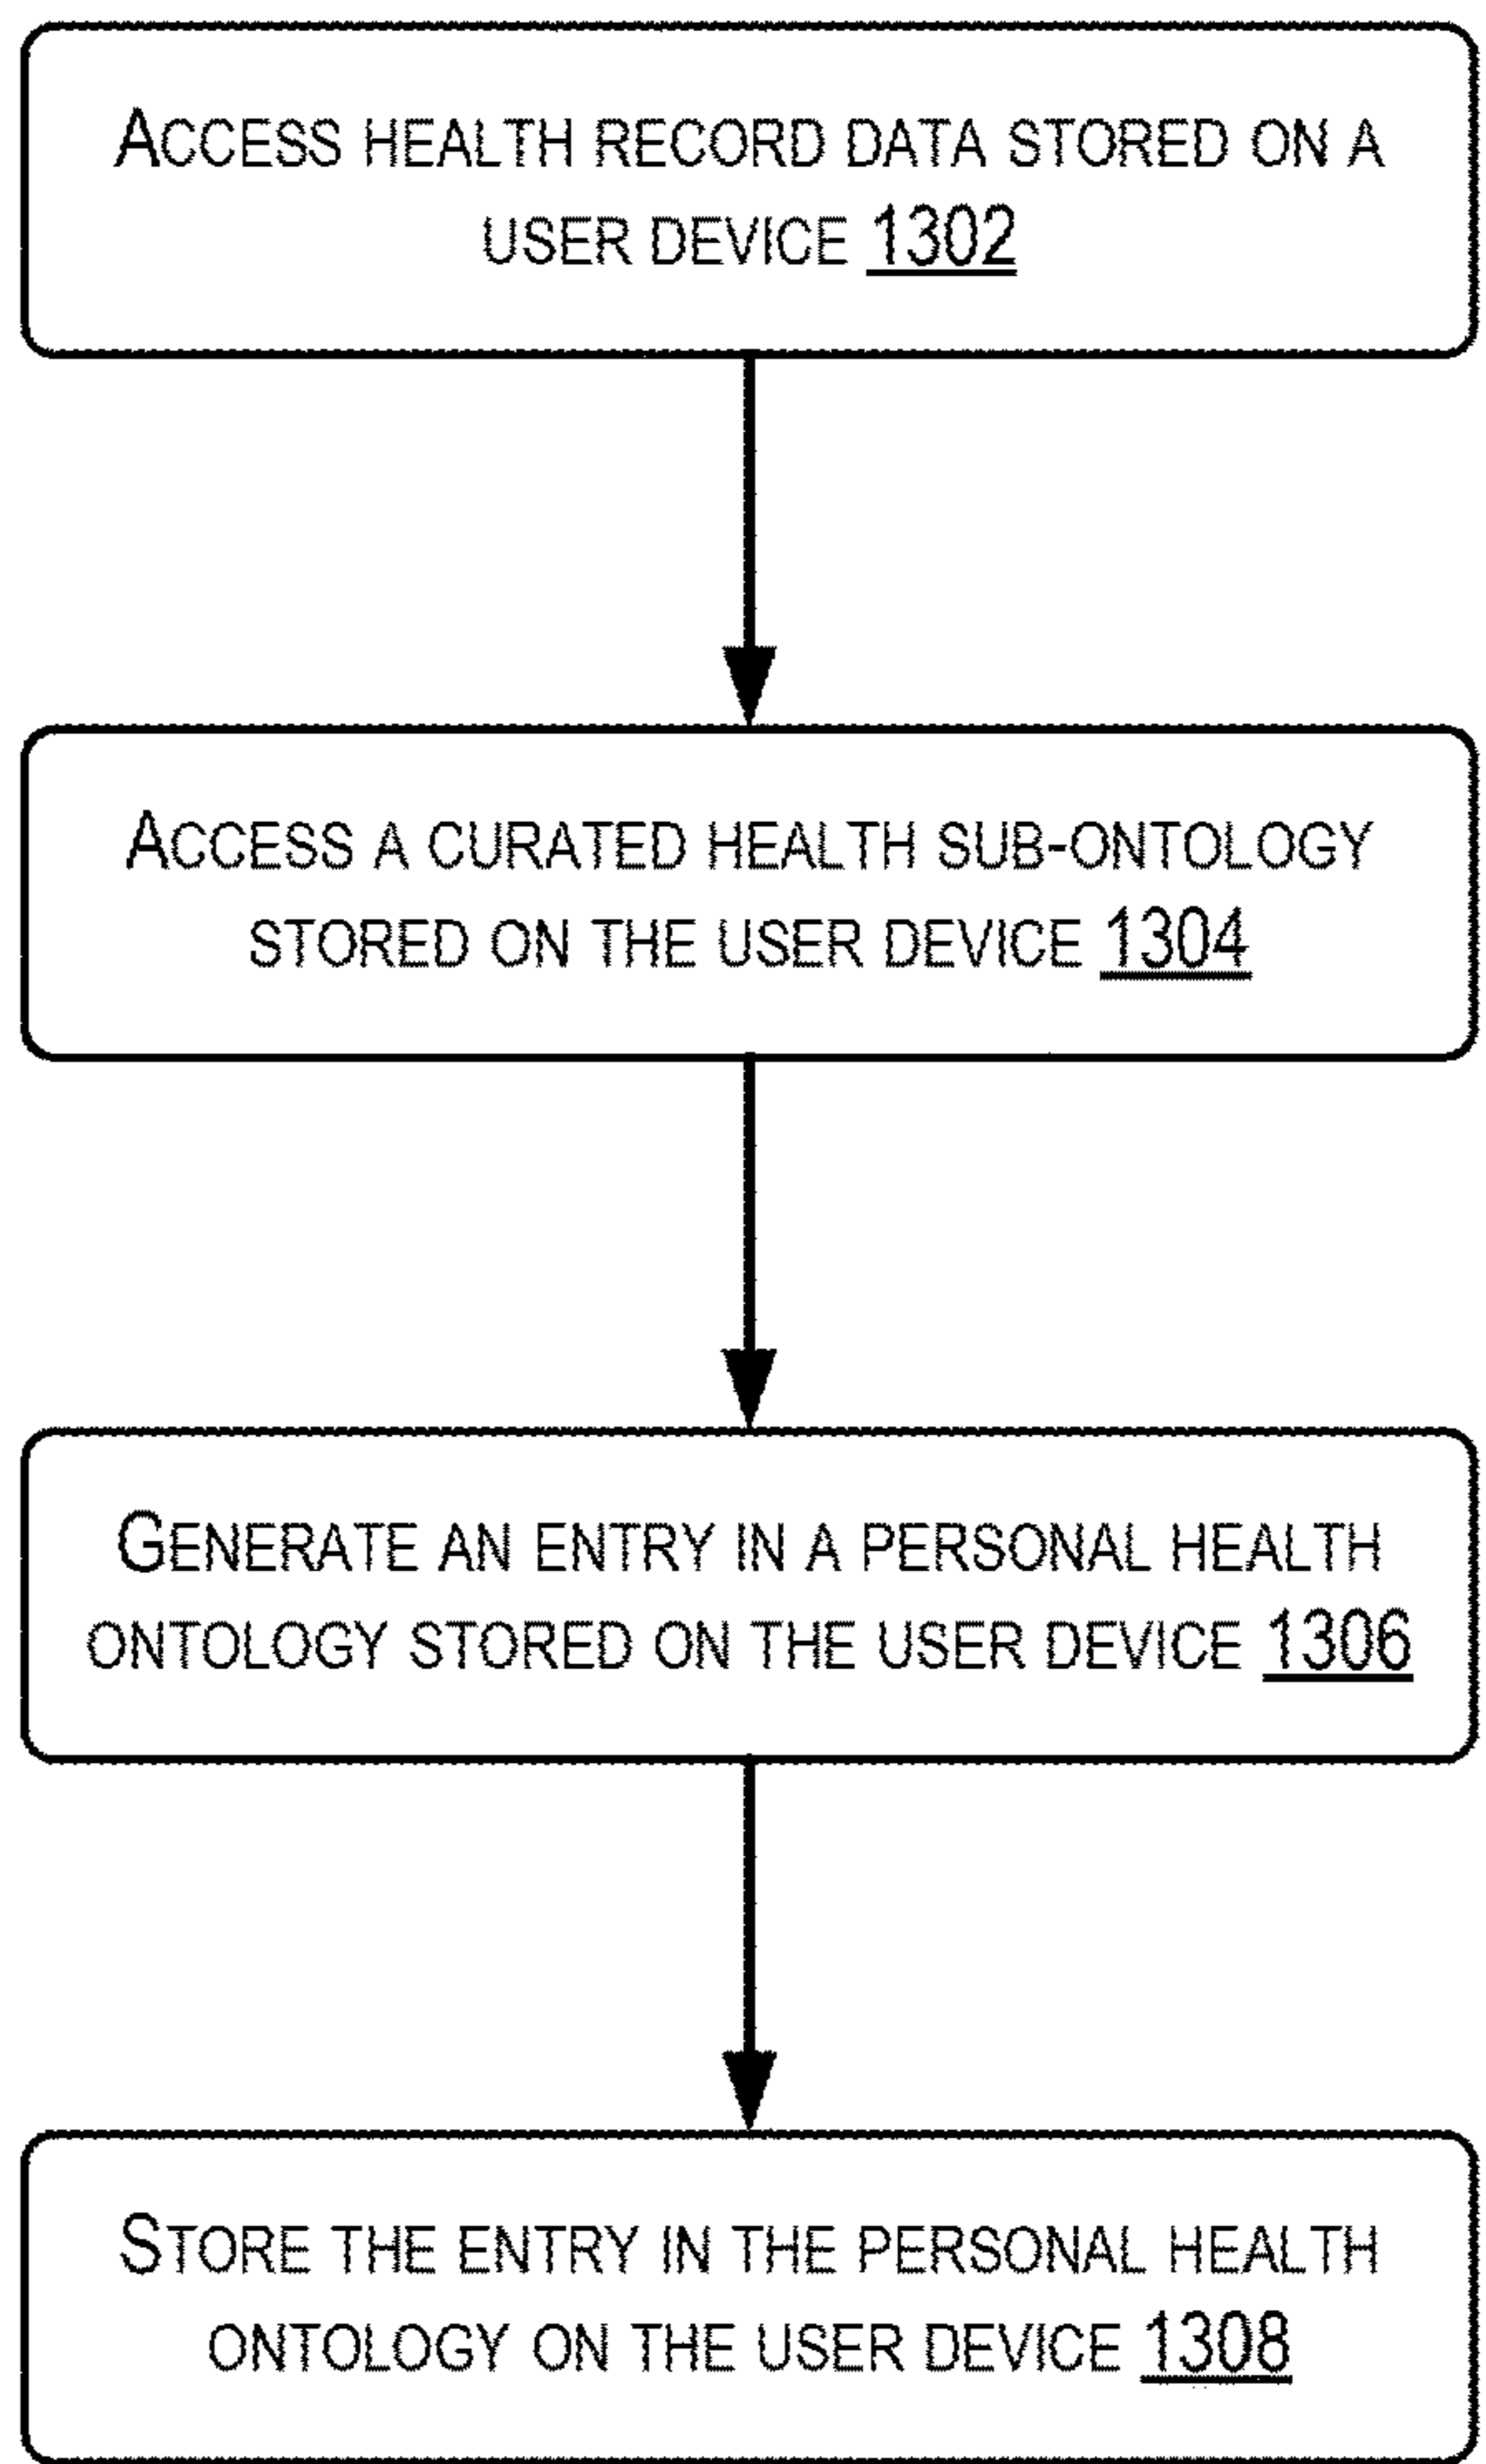 ACCESS HEALTH RECORD DATA STORED ON A
USER DEVICE 1302
ACCESS A CURATED HEALTH SUB-ONTOLOGY
STORED ON THE USER DEVICE 1304
GENERATE AN ENTRY IN A PERSONAL HEALTH
ONTOLOGY STORED ON THE USER DEVICE 1306
STORE THE ENTRY IN THE PERSONAL HEALTH
ONTOLOGY ON THE USER DEVICE 1308